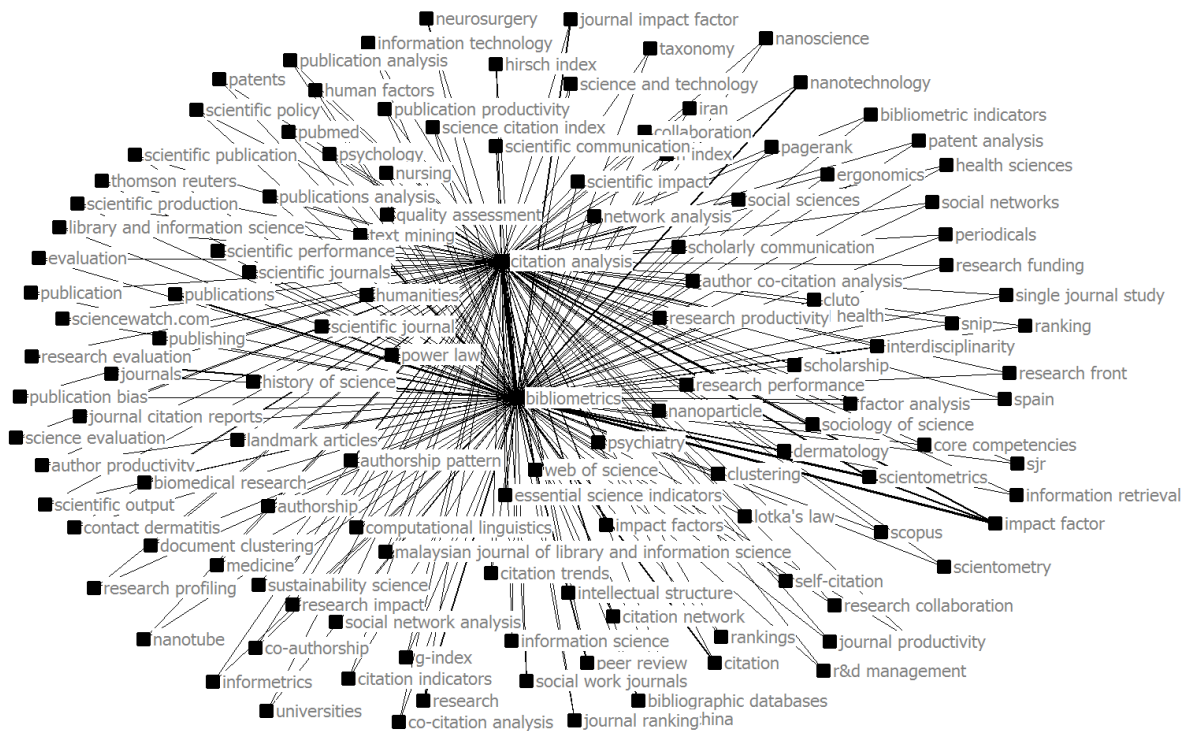 neurosurgery
journal impact factor
information technology
nanoscience
taxonomy
publication analysis
hirsch index
patents
human factors
science and technology
nanotechnology
scientific policy
publication productivity
iran
bibliometric indicators
pubmed
science citation index
collaboration
scientific communication
index
pagerank
patent analysis
scientific publication
psychology
health sciences
nursing
thomson reuters
scientific impact
ergonomics
publications analysis
scientific production
social sciences
social networks
quality assessment
network analysis
library and information science
text mining
periodicals
scientific performance
scholarly communication
evaluation
citation analysis
research funding
scientific journals
author co-citation analysis
publication
publications
humanities
single journal study
cluto
health
sciencewatch.com
research productivity
scientific journal
snip
ranking
publishing
interdisciplinarity
research evaluation
power law
scholarship
journals
research front
history of science
research performance
publication bias
bibliometrics
spain
factor analysis
nanoparticle
journal citation reports
sociology of science
science evaluation
landmark articles
psychiatry
core competencies
dermatology
author productivity
authorship pattern
sjr
web of science
clustering
scientometrics
biomedical research
essential science indicators
information retrieval
scientific output
authorship
lotka's law
impact factor
contact dermatitis
computational linguistics
impact factors
scopus
document clustering
malaysian journal of library and information science
medicine
scientometry
citation trends
research profiling
sustainability science
self-citation
intellectual structure
research impact
research collaboration
social network analysis
citation network
nanotube
co-authorship
information science
rankings
journal productivity
g-index
peer review
citation
r&d management
informetrics
citation indicators
social work journals
research
bibliographic databases
universities
co-citation analysis
journal ranking
china